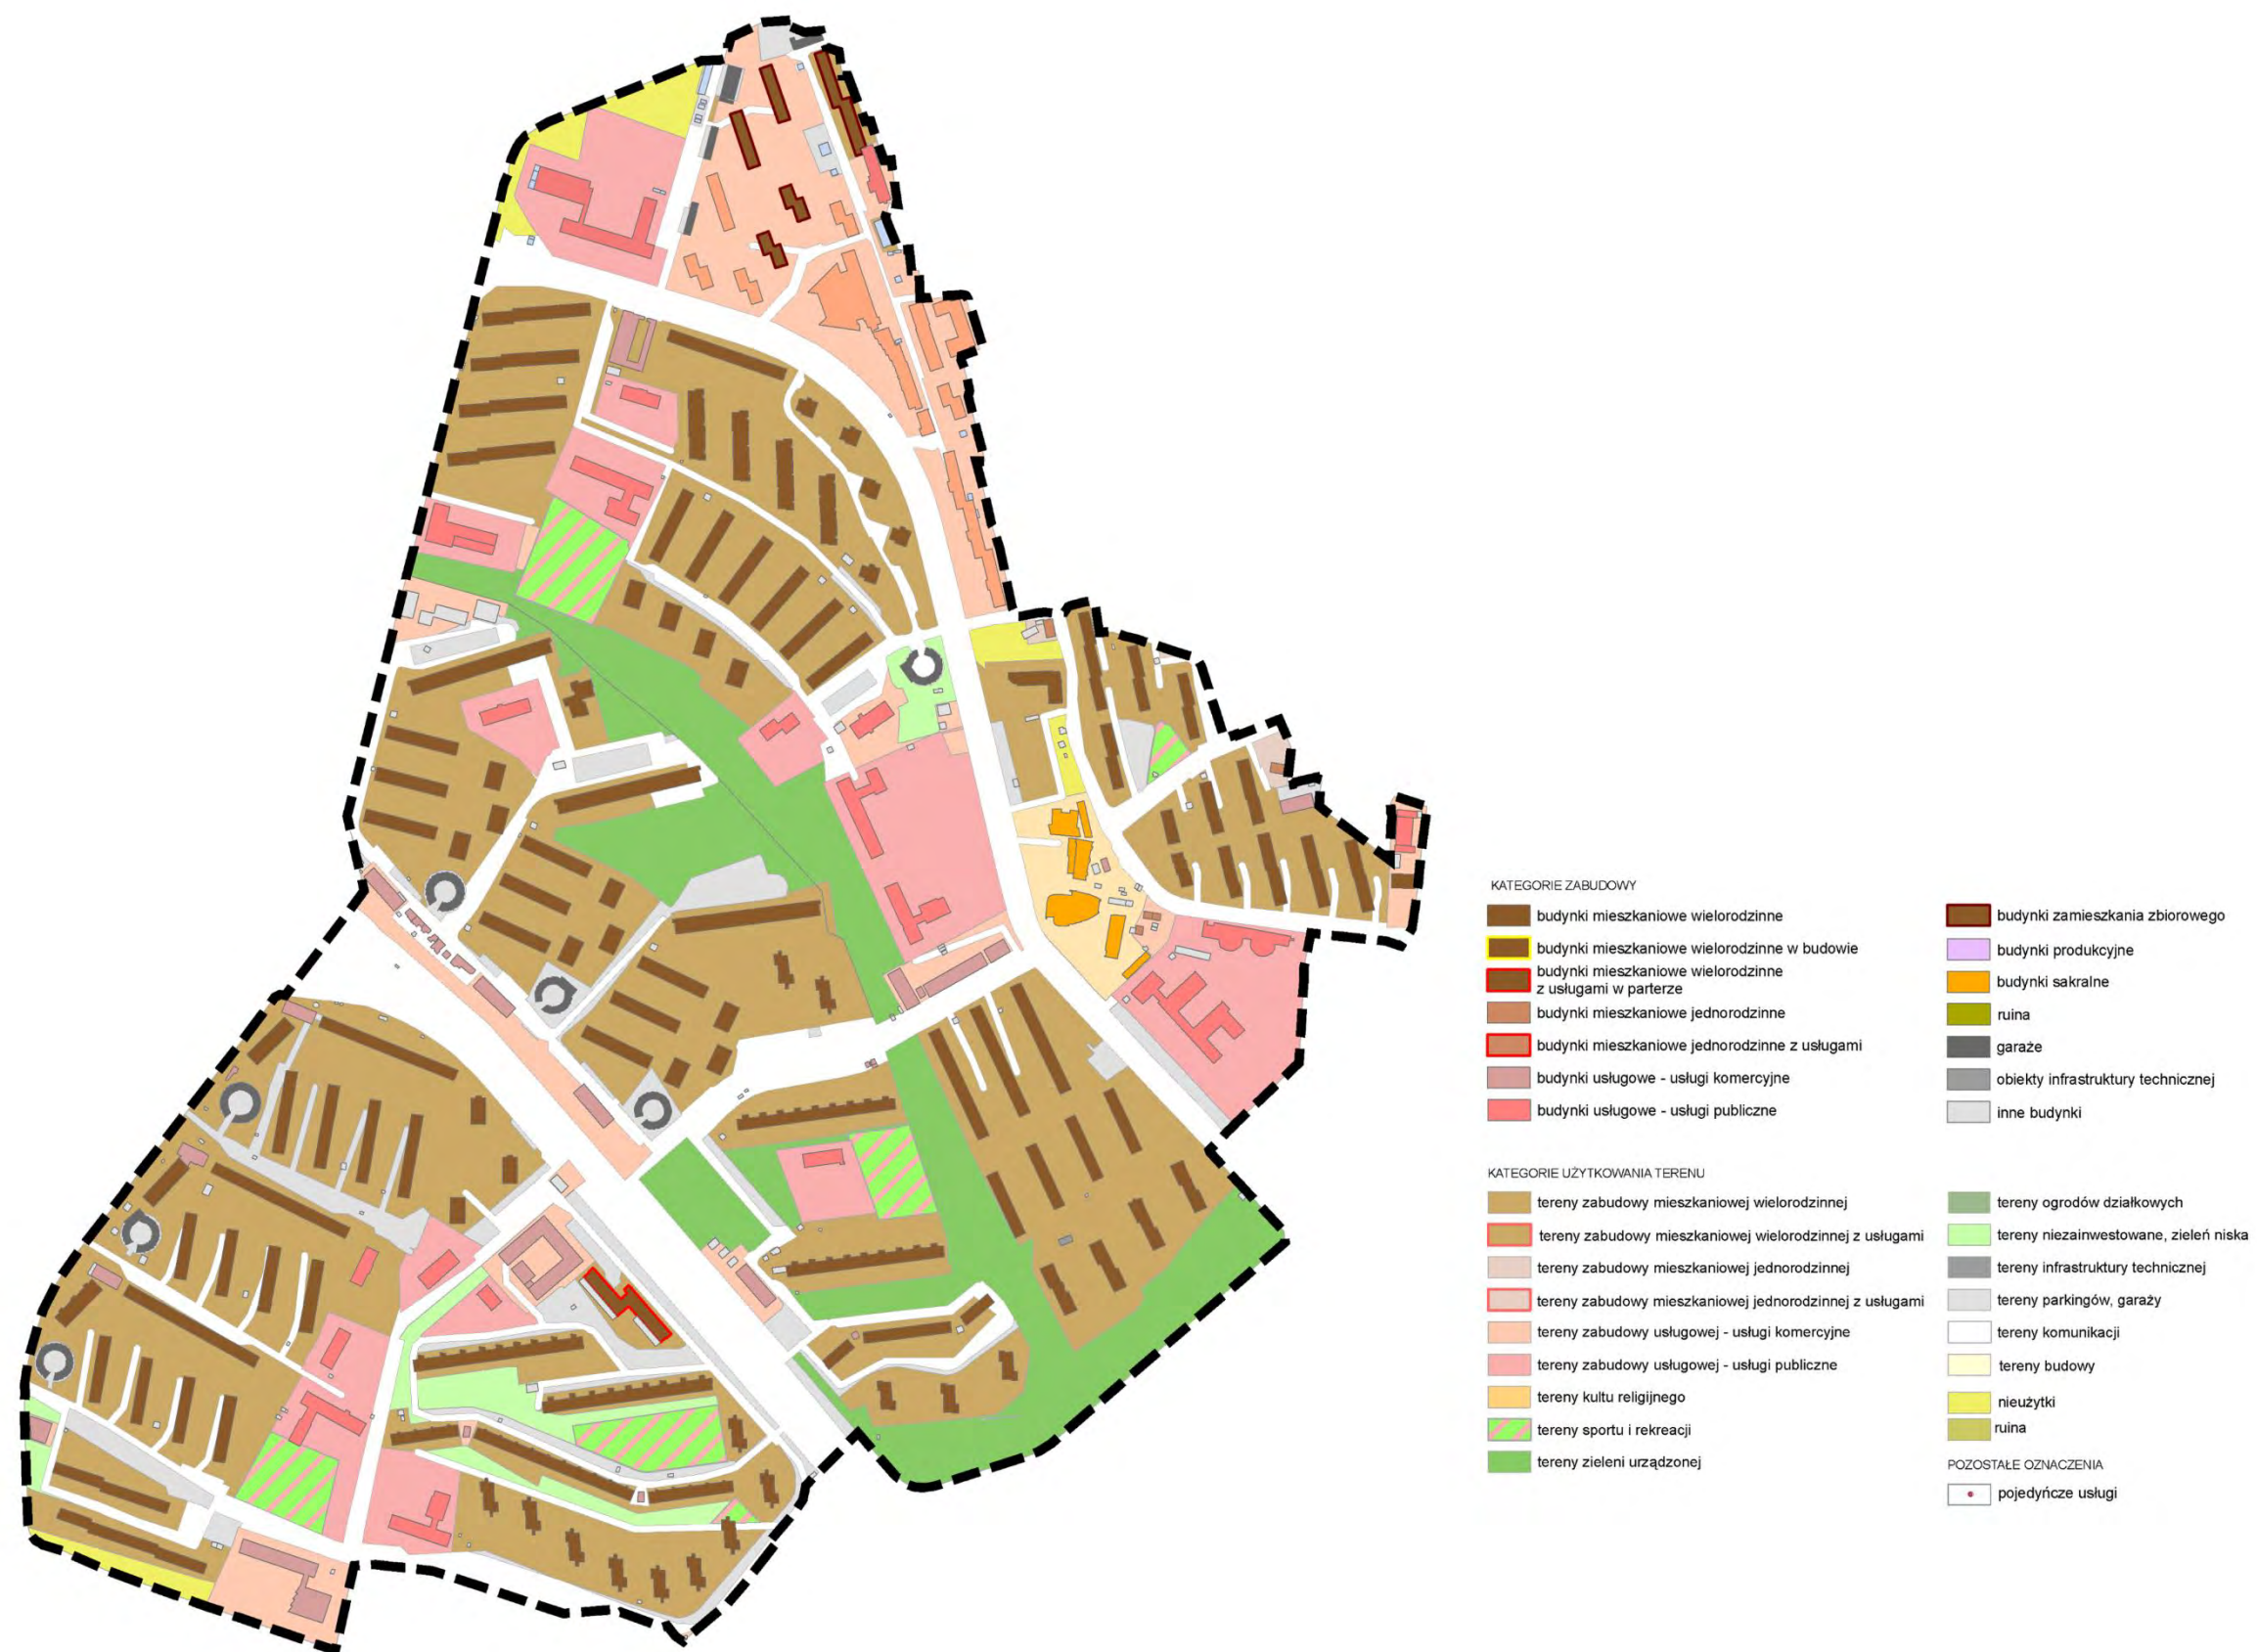 KATEGORIE ZABUDOWY
budynki mieszkaniowe wielorodzinne
budynki mieszkaniowe wielorodzinne w budowie
budynki mieszkaniowe wielorodzinne
z usługami w parterze
budynki mieszkaniowe jednorodzinne
budynki mieszkaniowe jednorodzinne z usługami
budynki usługowe - usługi komercyjne
budynki usługowe - usługi publiczne
budynki zamieszkania zbiorowego
budynki produkcyjne
budynki sakralne
ruina
garaże
obiekty infrastruktury technicznej
inne budynki
KATEGORIE UŻYTKOWANIA TERENU
tereny zabudowy mieszkaniowej wielorodzinnej
tereny zabudowy mieszkaniowej wielorodzinnej z usługami
tereny zabudowy mieszkaniowej jednorodzinnej
tereny zabudowy mieszkaniowej jednorodzinnej z usługami
tereny zabudowy usługowej - usługi komercyjne
tereny zabudowy usługowej - usługi publiczne
tereny kultu religijnego
tereny sportu i rekreacji
tereny zieleni urządzonej
tereny ogrodów działkowych
tereny niezainwestowane, zieleń niska
tereny infrastruktury technicznej
tereny parkingów, garaży
tereny komunikacji
tereny budowy
nieużytki
ruina
POZOSTAŁE OZNACZENIA
pojedyńcze usługi